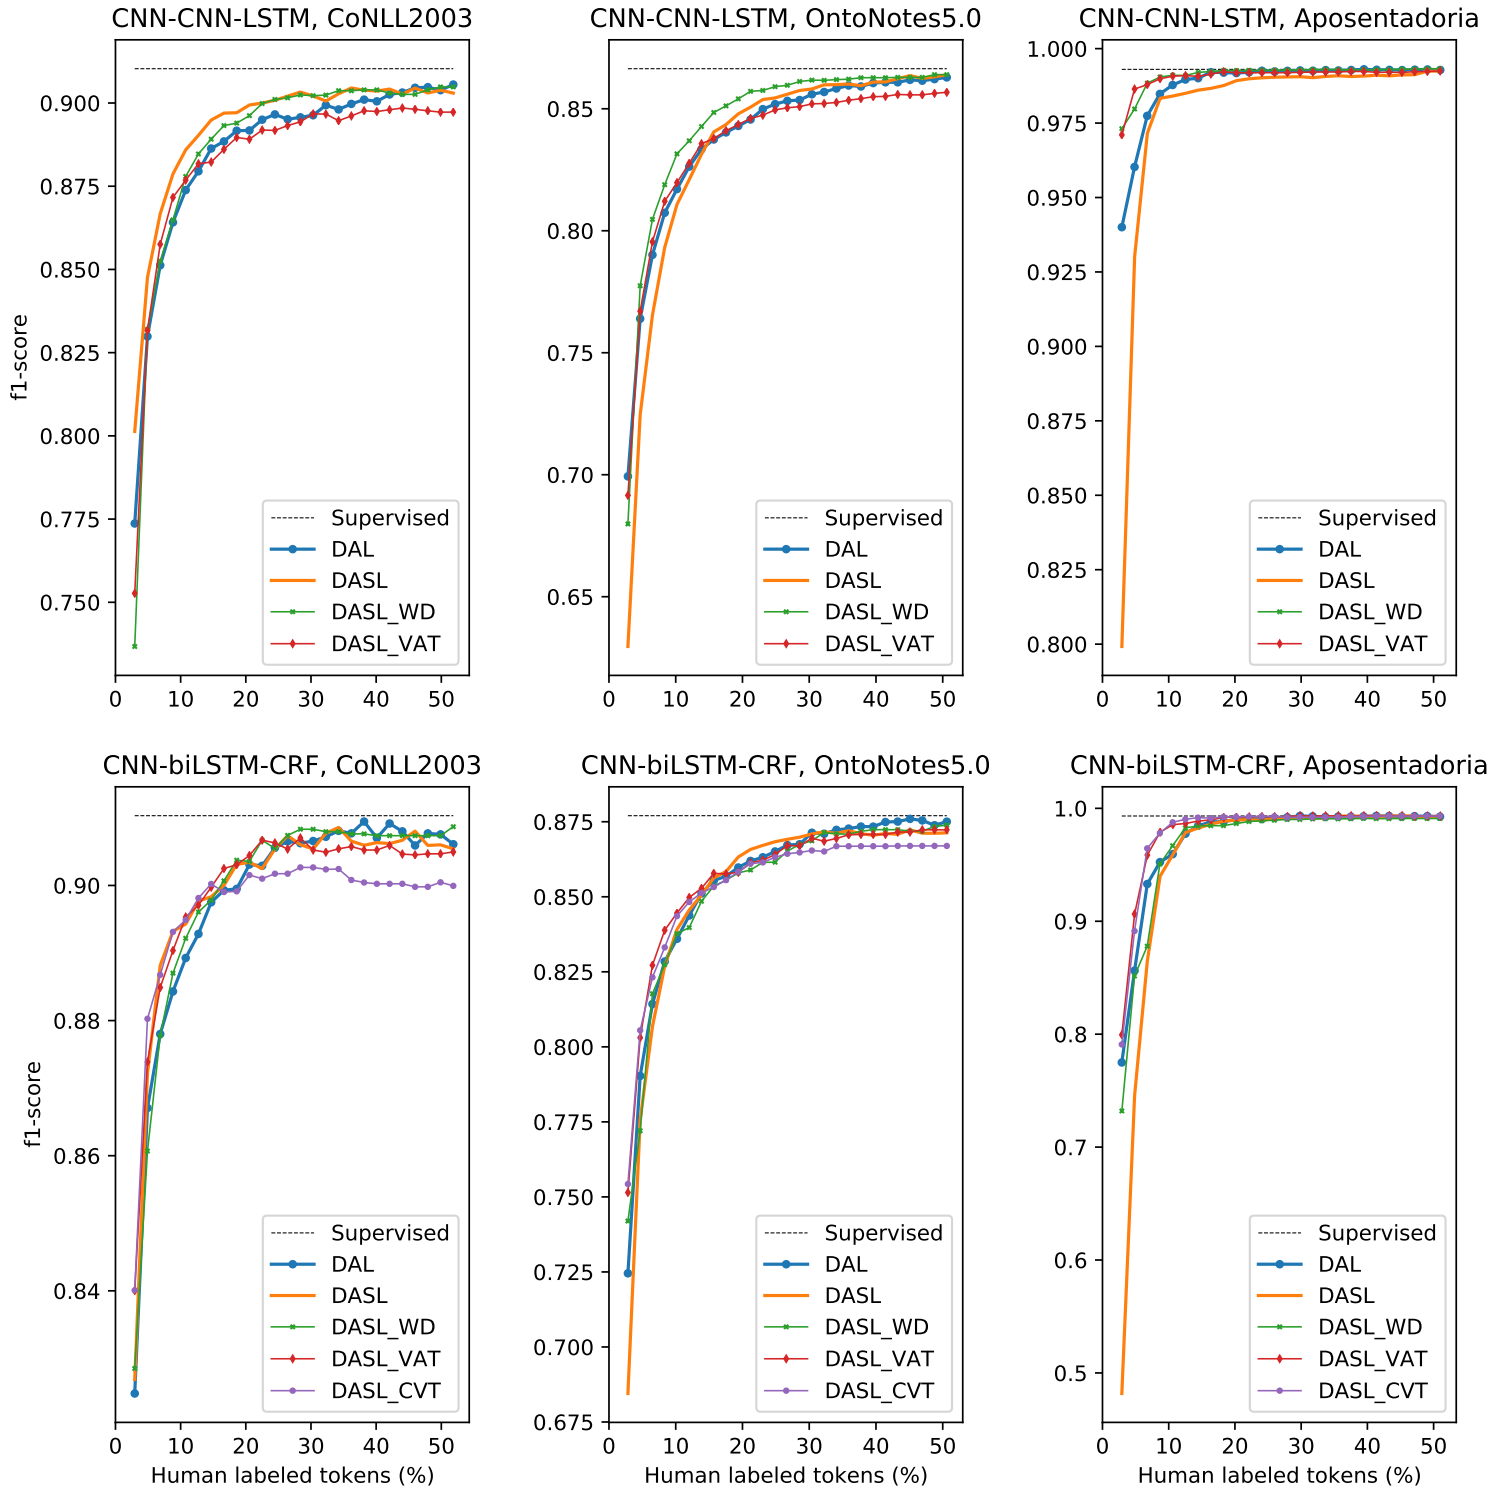 CNN-CNN-LSTM, CoNLL2003
f1-score
0.900
0.875
0.850
0.825
0.800
0.775
0.750
Supervised
DAL
DASL
DASL_WD
DASL_VAT
0 10 20 30 40 50
CNN-CNN-LSTM, OntoNotes5.0
0.85
0.80
0.75
0.70
0.65
Supervised
DAL
DASL
DASL_WD
DASL_VAT
0 10 20 30 40 50
CNN-CNN-LSTM, Aposentadoria
1.000
0.975
0.950
0.925
0.900
0.875
0.850
0.825
0.800
Supervised
DAL
DASL
DASL_WD
DASL_VAT
0 10 20 30 40 50
CNN-biLSTM-CRF, CoNLL2003
f1-score
0.90
0.88
0.86
0.84
Supervised
DAL
DASL
DASL_WD
DASL_VAT
DASL_CVT
0 10 20 30 40 50
Human labeled tokens (%)
CNN-biLSTM-CRF, OntoNotes5.0
0.875
0.850
0.825
0.800
0.775
0.750
0.725
0.700
0.675
Supervised
DAL
DASL
DASL_WD
DASL_VAT
DASL_CVT
0 10 20 30 40 50
Human labeled tokens (%)
CNN-biLSTM-CRF, Aposentadoria
1.0
0.9
0.8
0.7
0.6
0.5
Supervised
DAL
DASL
DASL_WD
DASL_VAT
DASL_CVT
0 10 20 30 40 50
Human labeled tokens (%)